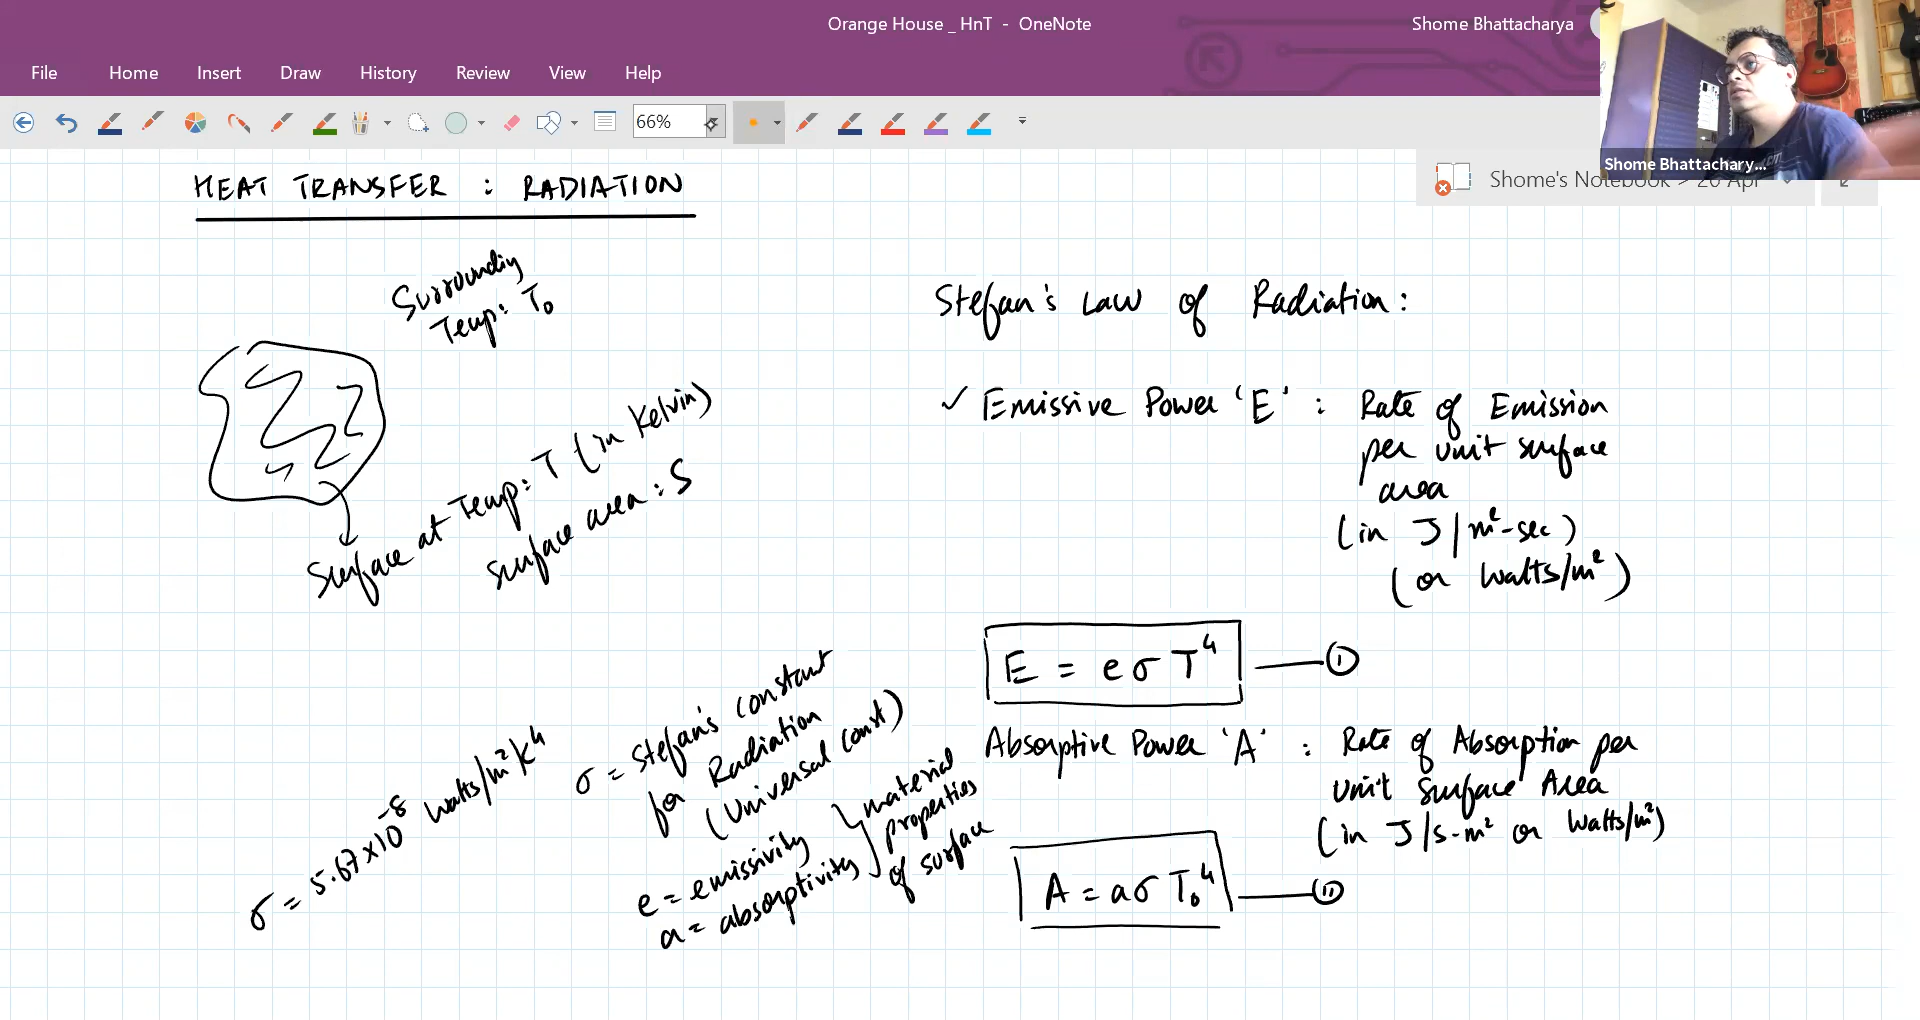 Orange House _ HnT - OneNote
Shome Bhattacharya
File Home Insert Draw History Review View Help
66%
Shome Bhattachary...
Shome's Notebook > 26 Apr
HEAT TRANSFER : RADIATION
Surrounding
Temp: T₀
Surface at Temp: T (in Kelvin)
Surface area : S
σ = Stefan's Constant
for Radiation
(Universal Const)
σ = 5.67×10⁻⁸ Watts/m²K⁴
e = emissivity
a = absorptivity
material
properties
of surface
Stefan's Law of Radiation:
✓ Emissive Power 'E' : Rate of Emission
per unit surface
area
(in J/m²-sec)
(or Watts/m²)
E = eσT⁴ —— ①
Absorptive Power 'A' : Rate of Absorption per
Unit Surface Area
(in J/s-m² or Watts/m²)
A = aσT₀⁴ —— ⑪